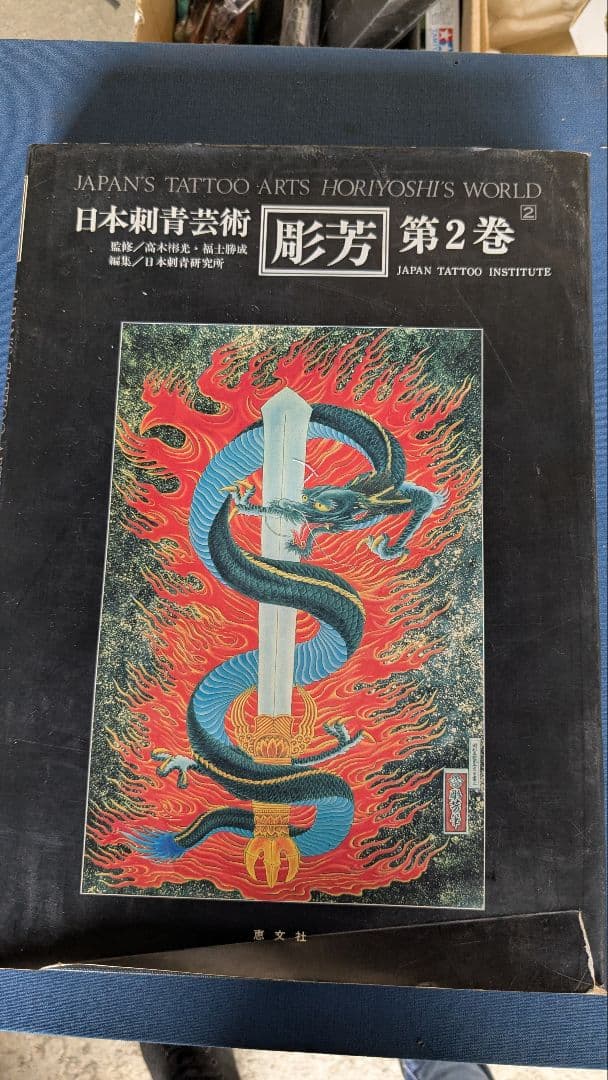 JAPAN'S TATTOO ARTS HORIYOSHI'S WORLD
2
日本刺青芸術
彫芳
第2巻
監修/高木彬光・福士勝成
編集/日本刺青研究所
JAPAN TATTOO INSTITUTE
恵文社
TAMIYA